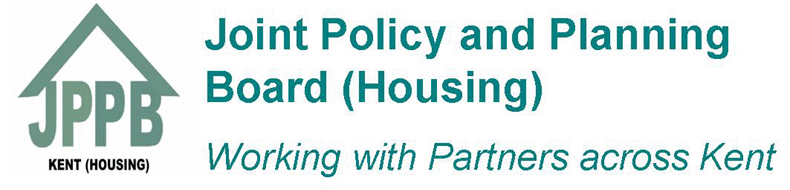 JPPB
KENT (HOUSING)
Joint Policy and Planning
Board (Housing)
Working with Partners across Kent